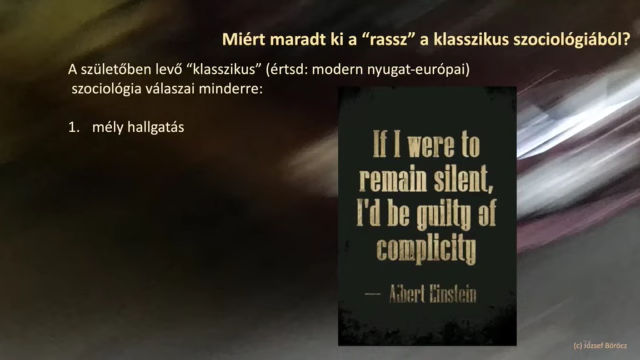 Miért maradt ki a “rassz” a klasszikus szociológiából?
A születőben levő “klasszikus” (értsd: modern nyugat-európai)
szociológia válaszai minderre:
1. mély hallgatás
If I were to
remain silent,
I'd be guilty of
complicity
— Albert Einstein
(c) József Böröcz